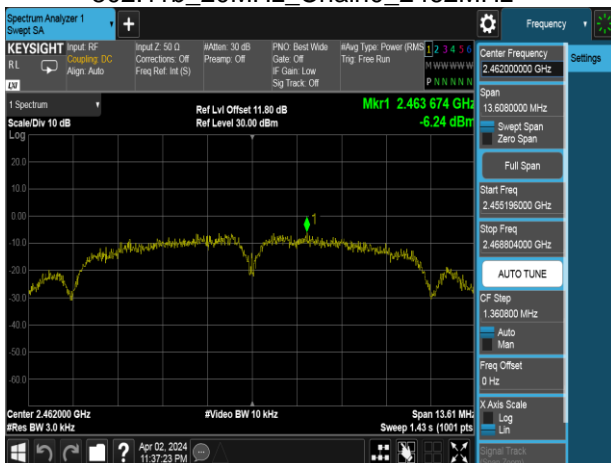 Spectrum Analyzer 1
Swept SA
+
Frequency
KEYSIGHT
RL
LXI
Input: RF
Coupling: DC
Align: Auto
Input Z: 50 Ω
Corrections: Off
Freq Ref: Int (S)
#Atten: 30 dB
Preamp: Off
PNO: Best Wide
Gate: Off
IF Gain: Low
Sig Track: Off
#Avg Type: Power (RMS
Trig: Free Run
1 2 3 4 5 6
M W W W W W
P N N N N N
1 Spectrum
Scale/Div 10 dB
Ref Lvl Offset 11.80 dB
Ref Level 30.00 dBm
Mkr1 2.463 674 GHz
-6.24 dBm
Log
20.0
10.0
0.00
-10.0
-20.0
-30.0
-40.0
-50.0
-60.0
1
Center 2.462000 GHz
#Res BW 3.0 kHz
#Video BW 10 kHz
Span 13.61 MHz
Sweep 1.43 s (1001 pts
Apr 02, 2024
11:37:23 PM
Center Frequency
2.462000000 GHz
Settings
Span
13.6080000 MHz
Swept Span
Zero Span
Full Span
Start Freq
2.455196000 GHz
Stop Freq
2.468804000 GHz
AUTO TUNE
CF Step
1.360800 MHz
Auto
Man
Freq Offset
0 Hz
X Axis Scale
Log
Lin
Signal Track